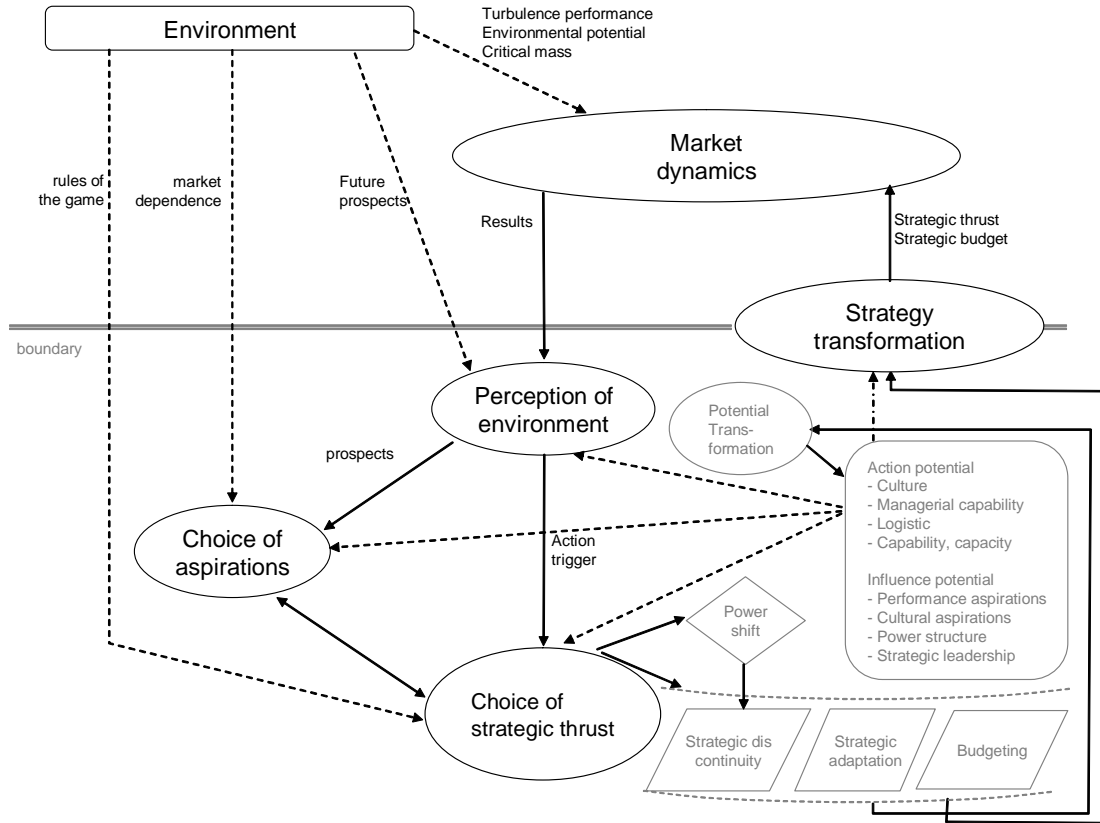 Environment
Turbulence performance
Environmental potential
Critical mass
Market
dynamics
rules of
the game
market
dependence
Future
prospects
Results
Strategic thrust
Strategic budget
Strategy
transformation
boundary
Perception of
environment
Potential
Trans-
formation
prospects
Action potential
- Culture
- Managerial capability
- Logistic
- Capability, capacity
Influence potential
- Performance aspirations
- Cultural aspirations
- Power structure
- Strategic leadership
Choice of
aspirations
Action
trigger
Power
shift
Choice of
strategic thrust
Strategic dis
continuity
Strategic
adaptation
Budgeting